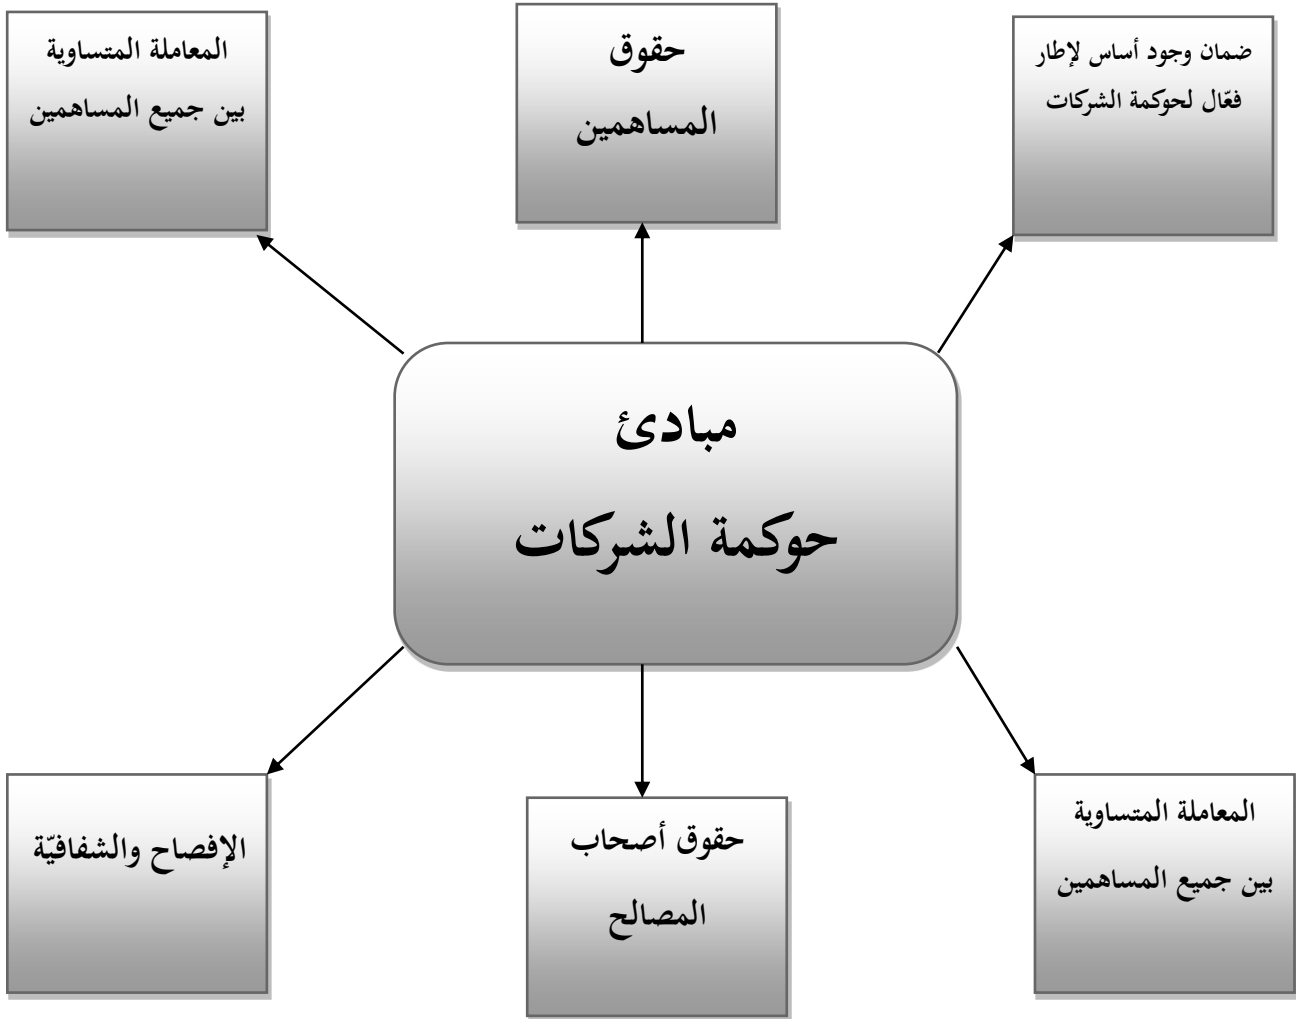 ضمان وجود أساس لإطار
فعّال لحوكمة الشركات
حقوق
المساهمين
المعاملة المتساوية
بين جميع المساهمين
مبادئ
حوكمة الشركات
المعاملة المتساوية
بين جميع المساهمين
حقوق أصحاب
المصالح
الإفصاح والشفافيّة